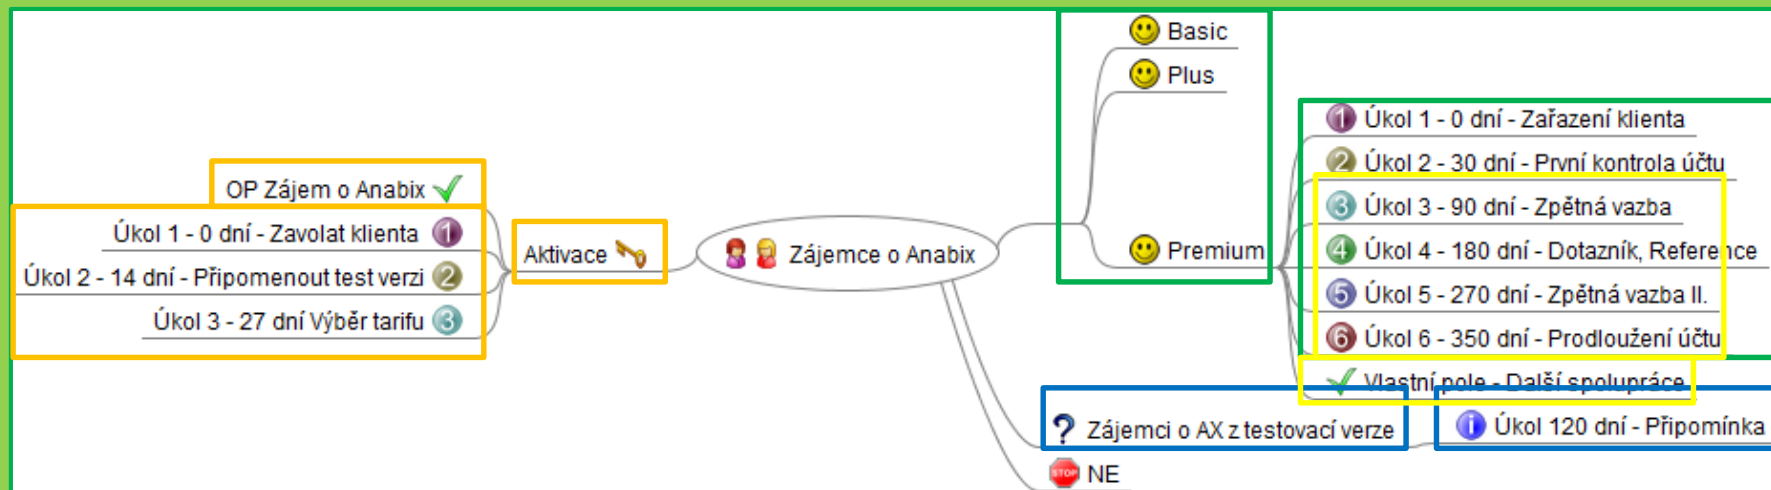 Basic
Plus
Úkol 1 - 0 dní - Zařazení klienta
Úkol 2 - 30 dní - První kontrola účtu
OP Zájem o Anabix
Úkol 3 - 90 dní - Zpětná vazba
Úkol 1 - 0 dní - Zavolat klienta
Aktivace
Zájemce o Anabix
Premium
Úkol 4 - 180 dní - Dotazník, Reference
Úkol 2 - 14 dní - Připomenout test verzi
Úkol 5 - 270 dní - Zpětná vazba II.
Úkol 3 - 27 dní Výběr tarifu
Úkol 6 - 350 dní - Prodloužení účtu
Vlastní pole - Další spolupráce
Zájemci o AX z testovací verze
Úkol 120 dní - Připomínka
STOP NE